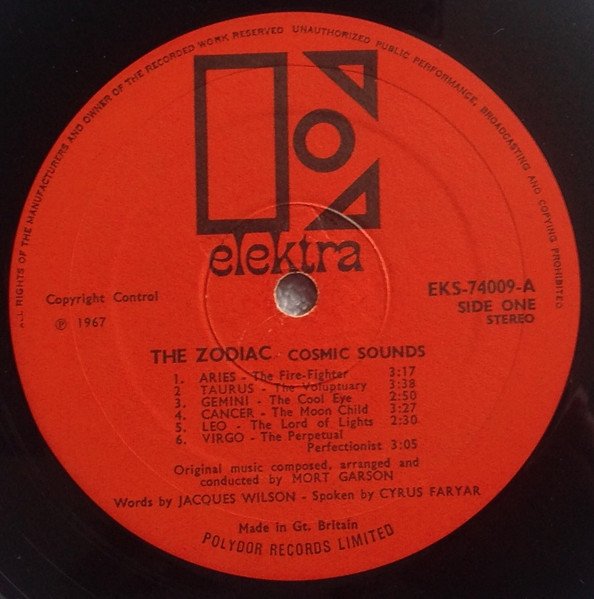 ALL RIGHTS OF THE MANUFACTURERS AND OWNER OF THE RECORDED WORK RESERVED UNAUTHORIZED PUBLIC PERFORMANCE, BROADCASTING AND COPYING PROHIBITED
elektra
Copyright Control
℗ 1967
EKS-74009-A
SIDE ONE
STEREO
THE ZODIAC COSMIC SOUNDS
1. ARIES - The Fire-Fighter 3:17
2 TAURUS - The Voluptuary 3:38
3. GEMINI - The Cool Eye 2:50
4. CANCER - The Moon Child 3:27
5. LEO - The Lord of Lights 2:30
6. VIRGO - The Perpetual
Perfectionist 3:05
Original music composed, arranged and
conducted by MORT GARSON
Words by JACQUES WILSON - Spoken by CYRUS FARYAR
Made in Gt. Britain
POLYDOR RECORDS LIMITED